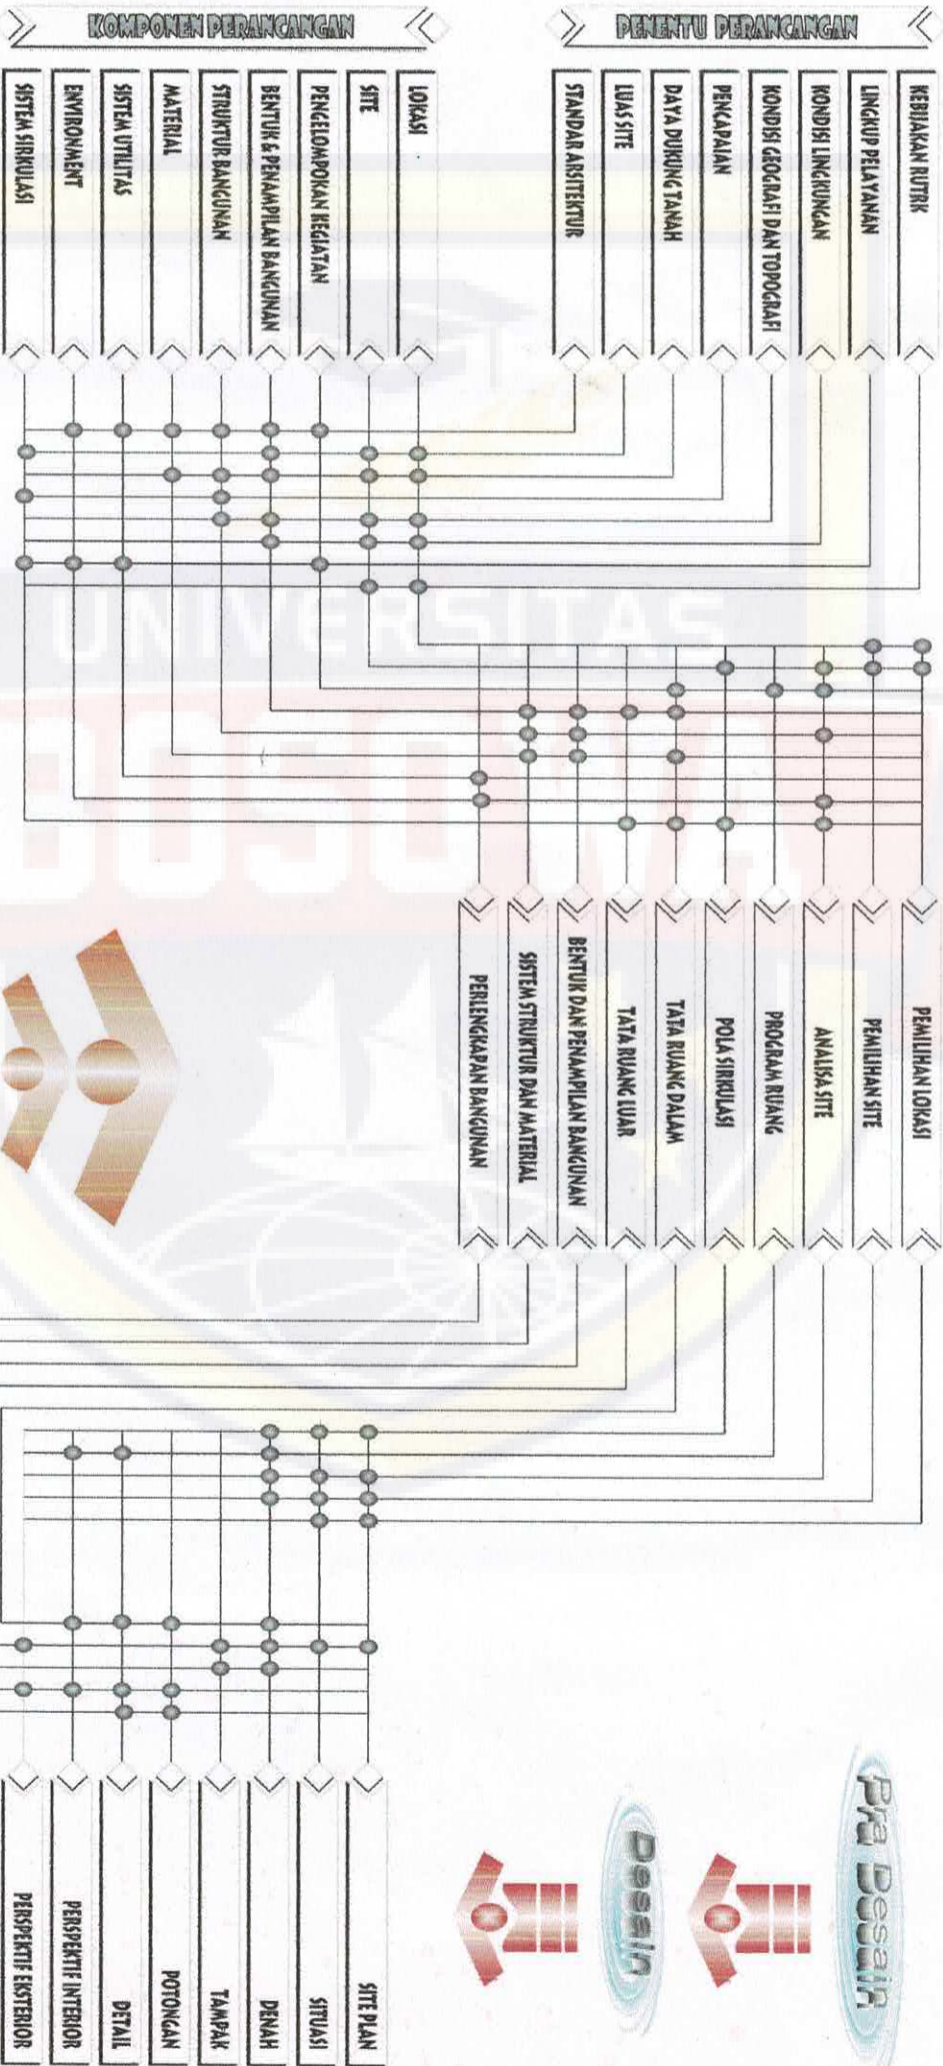 PENENTU PERANCANGAN
KEBIJAKAN RUTRK
LINGKUP PELAYANAN
KONDISI LINGKUNGAN
KONDISI GEOGRAFI DAN TOPOGRAFI
PENCAPAIAN
DAYA DUKUNG TANAH
LUAS SITE
STANDAR ARSITEKTUR
KOMPONEN PERANCANGAN
LOKASI
SITE
PENGELOMPOKAN KEGIATAN
BENTUK & PENAMPILAN BANGUNAN
STRUKTUR BANGUNAN
MATERIAL
SISTEM UTILITAS
ENVIRONMENT
SISTEM SIRKULASI
PEMILIHAN LOKASI
PEMILIHAN SITE
ANALISA SITE
PROGRAM RUANG
POLA SIRKULASI
TATA RUANG DALAM
TATA RUANG LUAR
BENTUK DAN PENAMPILAN BANGUNAN
SISTEM STRUKTUR DAN MATERIAL
PERLENGKAPAN BANGUNAN
Pra Desain
Desain
SITE PLAN
SITUASI
DENAH
TAMPAK
POTONGAN
DETAIL
PERSPEKTIF INTERIOR
PERSPEKTIF EKSTERIOR
UNIVERSITAS
BOSOWA